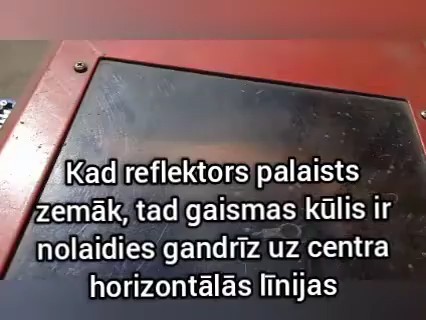 Kad reflektors palaists
zemāk, tad gaismas kūlis ir
nolaidies gandrīz uz centra
horizontālās līnijas